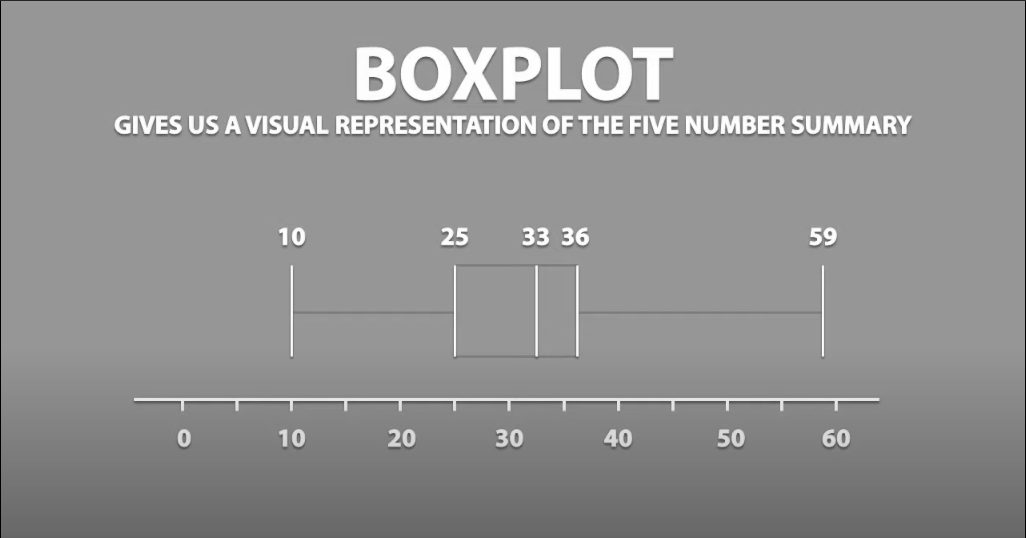 BOXPLOT
GIVES US A VISUAL REPRESENTATION OF THE FIVE NUMBER SUMMARY
10 25 33 36 59
0 10 20 30 40 50 60